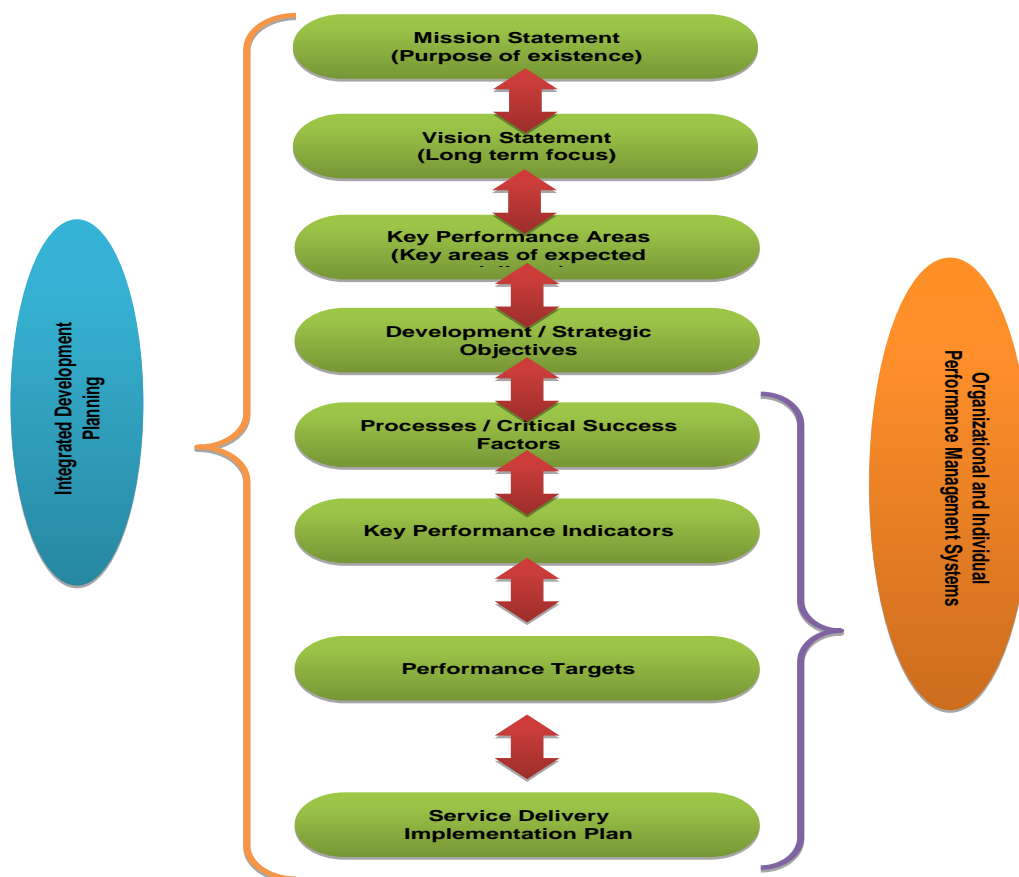 Mission Statement
(Purpose of existence)
Vision Statement
(Long term focus)
Key Performance Areas
(Key areas of expected
Development / Strategic
Objectives
Processes / Critical Success
Factors
Key Performance Indicators
Performance Targets
Service Delivery
Implementation Plan
Integrated Development
Planning
Organizational and Individual
Performance Management Systems